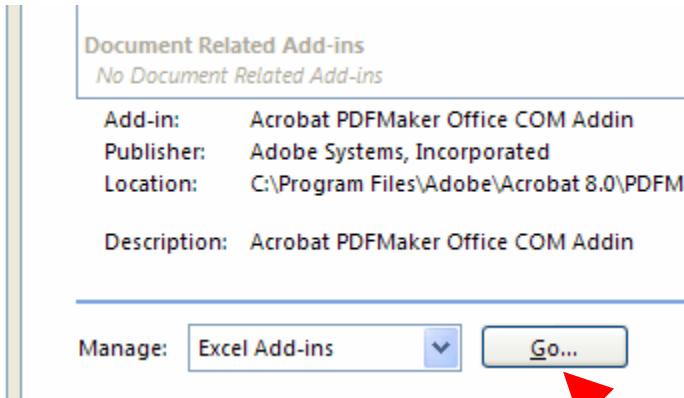 Document Related Add-ins
No Document Related Add-ins
Add-in: Acrobat PDFMaker Office COM Addin
Publisher: Adobe Systems, Incorporated
Location: C:\Program Files\Adobe\Acrobat 8.0\PDFM
Description: Acrobat PDFMaker Office COM Addin
Manage: Excel Add-ins Go...